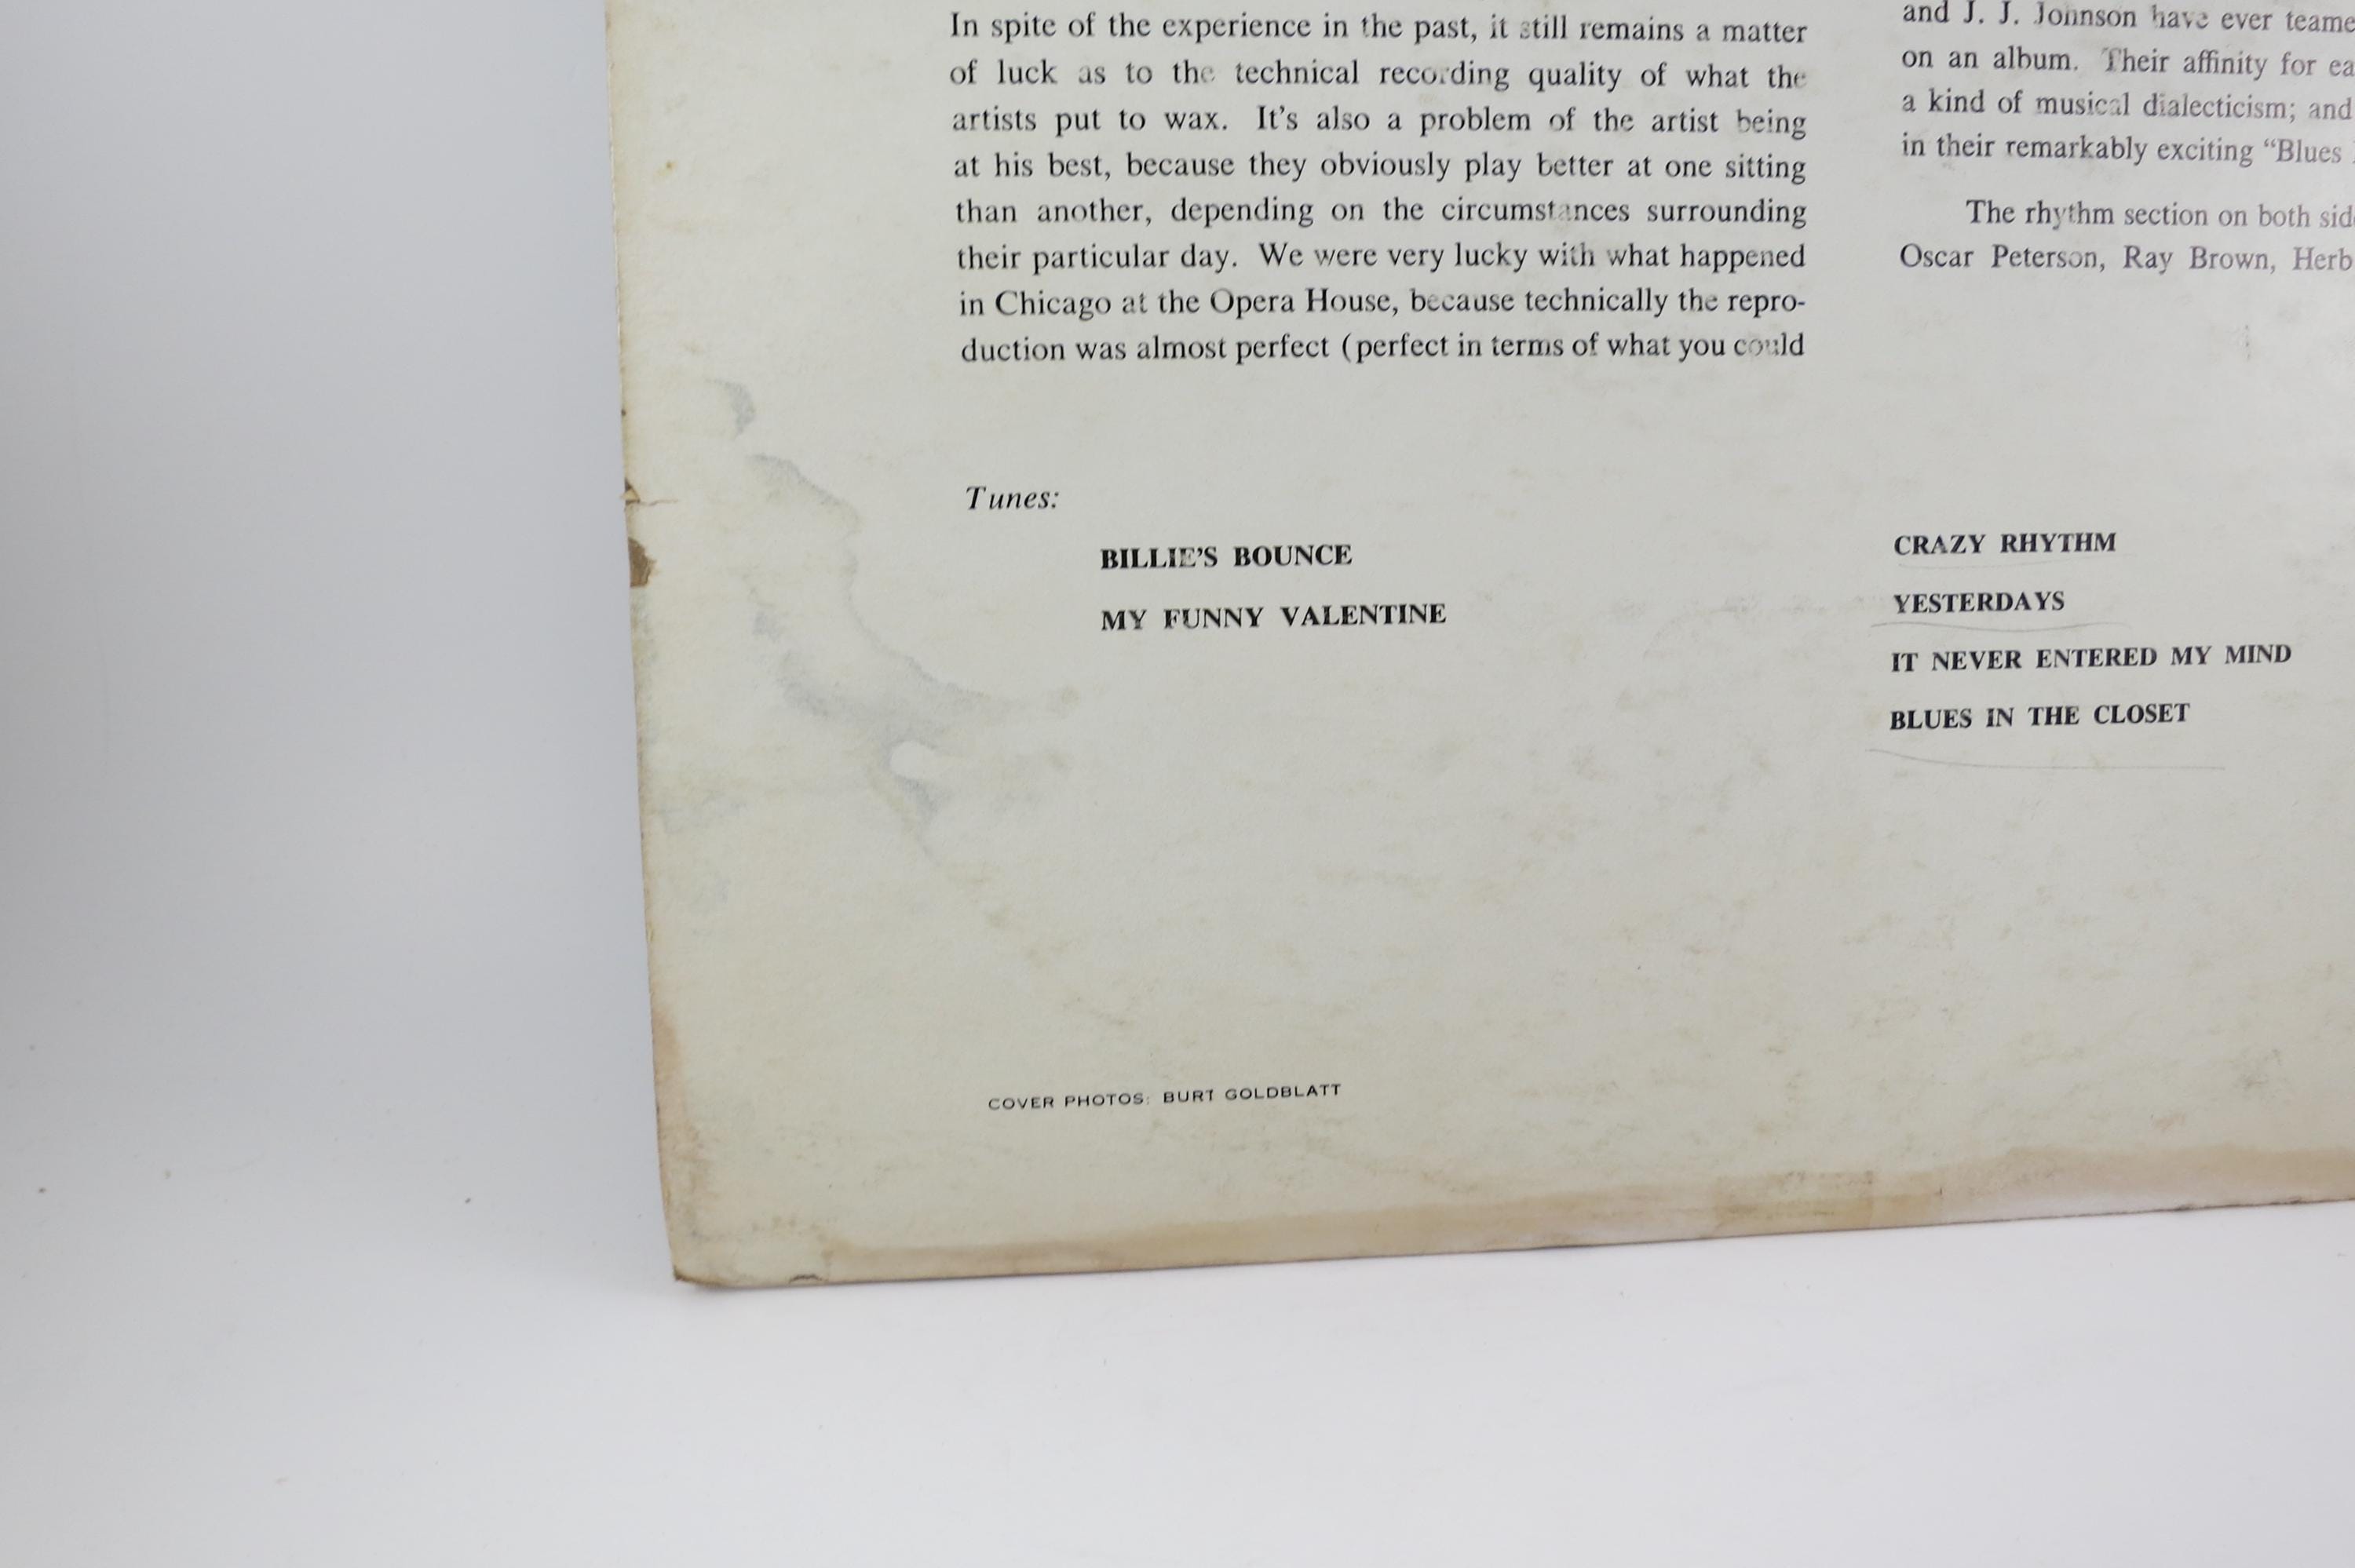 In spite of the experience in the past, it still remains a matter
of luck as to the technical recording quality of what the
artists put to wax. It's also a problem of the artist being
at his best, because they obviously play better at one sitting
than another, depending on the circumstances surrounding
their particular day. We were very lucky with what happened
in Chicago at the Opera House, because technically the repro-
duction was almost perfect (perfect in terms of what you could
and J. J. Johnson have ever teame
on an album. Their affinity for ea
a kind of musical dialecticism; and
in their remarkably exciting “Blues
The rhythm section on both sid
Oscar Peterson, Ray Brown, Herb
Tunes:
BILLIE'S BOUNCE
MY FUNNY VALENTINE
CRAZY RHYTHM
YESTERDAYS
IT NEVER ENTERED MY MIND
BLUES IN THE CLOSET
COVER PHOTOS: BURT GOLDBLATT